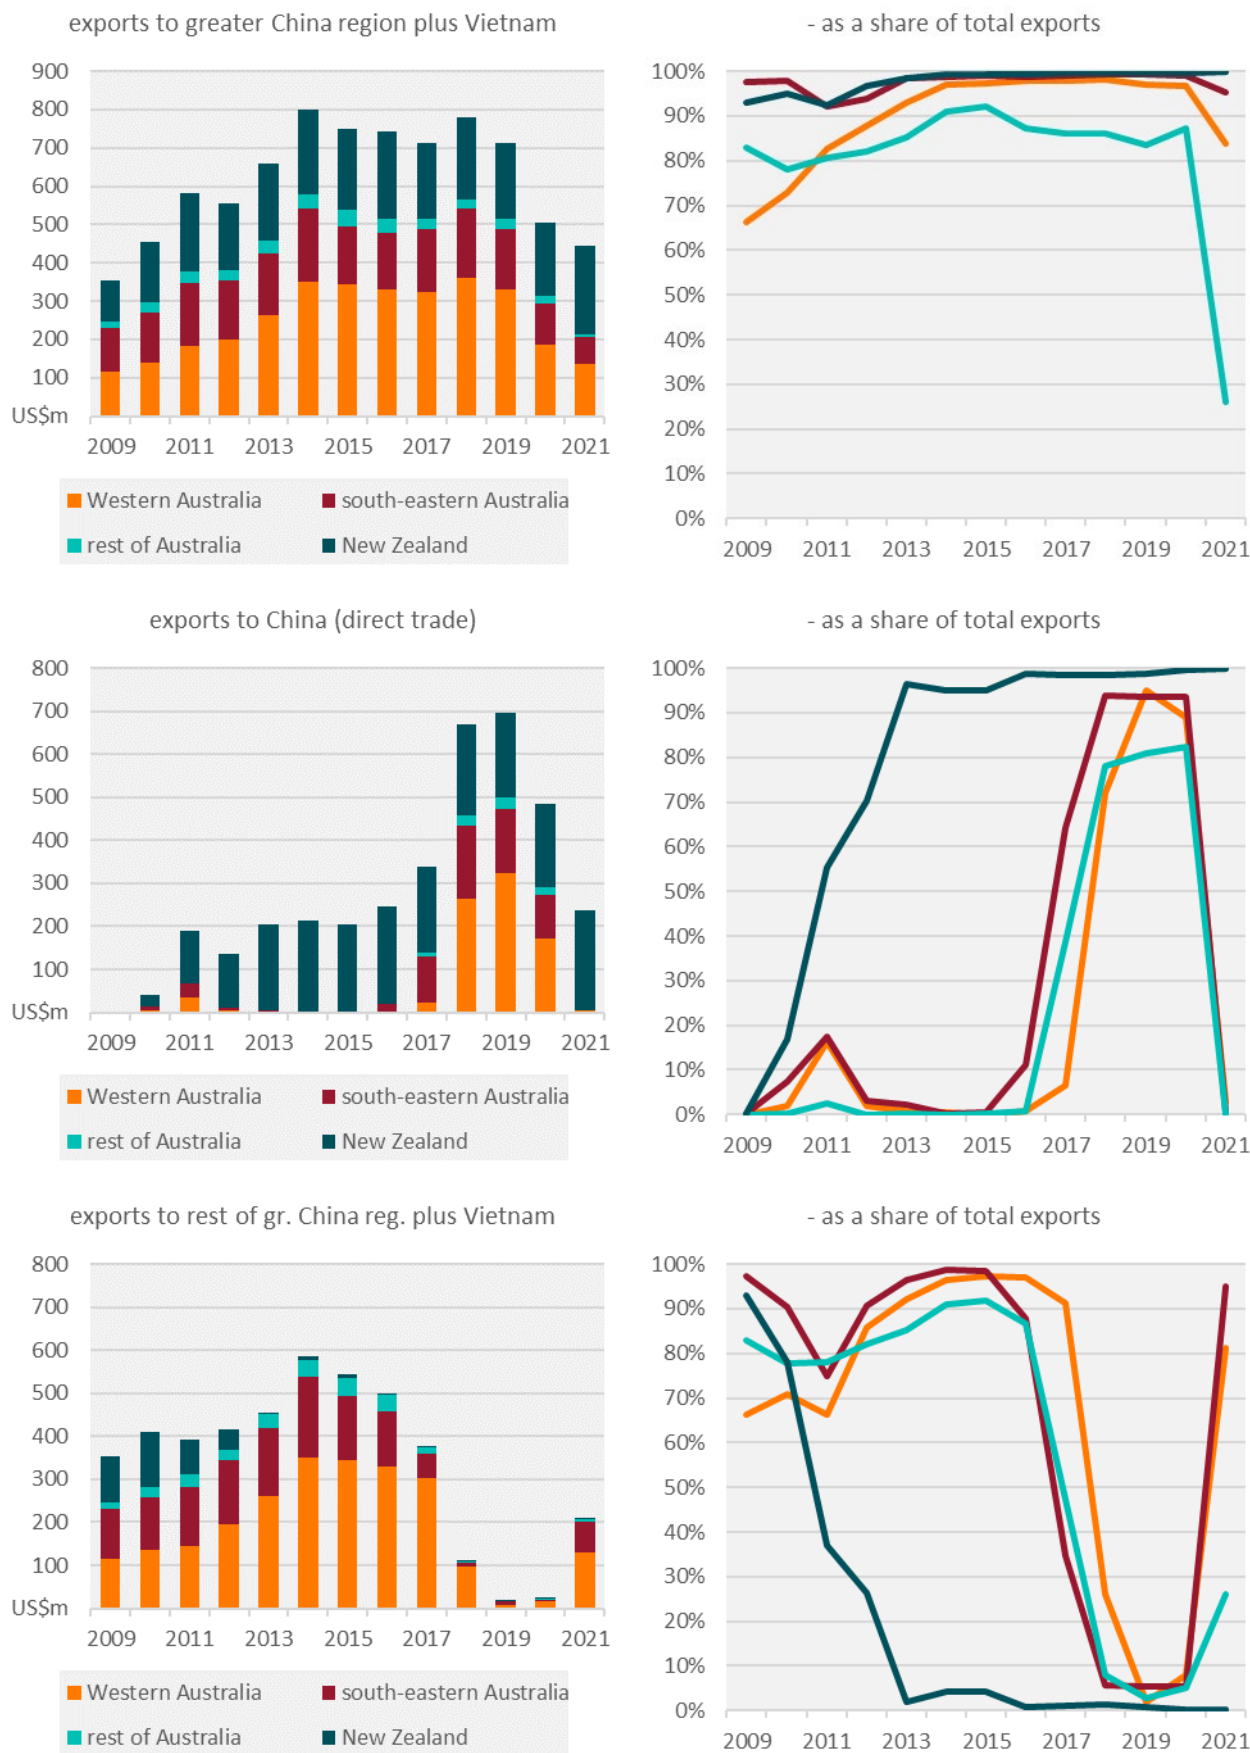 exports to greater China region plus Vietnam
- as a share of total exports
900
800
700
600
500
400
300
200
100
US$m
2009 2011 2013 2015 2017 2019 2021
Western Australia south-eastern Australia
rest of Australia New Zealand
100%
90%
80%
70%
60%
50%
40%
30%
20%
10%
0%
2009 2011 2013 2015 2017 2019 2021
exports to China (direct trade)
- as a share of total exports
800
700
600
500
400
300
200
100
US$m
2009 2011 2013 2015 2017 2019 2021
Western Australia south-eastern Australia
rest of Australia New Zealand
100%
90%
80%
70%
60%
50%
40%
30%
20%
10%
0%
2009 2011 2013 2015 2017 2019 2021
exports to rest of gr. China reg. plus Vietnam
- as a share of total exports
800
700
600
500
400
300
200
100
US$m
2009 2011 2013 2015 2017 2019 2021
Western Australia south-eastern Australia
rest of Australia New Zealand
100%
90%
80%
70%
60%
50%
40%
30%
20%
10%
0%
2009 2011 2013 2015 2017 2019 2021